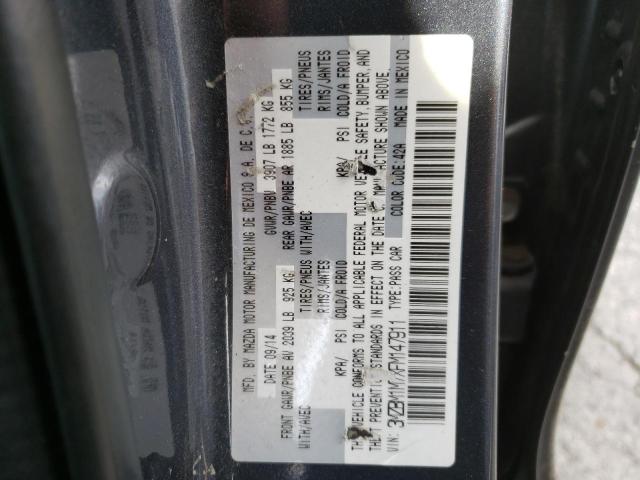 MFD. BY MAZDA MOTOR MANUFACTURING DE MEXICO S.A. DE C.V.
DATE 09/14 GVWR/PNBV 3907 LB 1772 KG
FRONT GAWR/PNBE AV 2039 LB 925 KG REAR GAWR/PNBE AR 1885 LB 855 KG
WITH/AVEC TIRES/PNEUS WITH/AVEC TIRES/PNEUS
RIMS/JANTES RIMS/JANTES
KPA/ PSI COLD/A FROID KPA/ PSI COLD/A FROID
VEHICLE CONFORMS TO ALL APPLICABLE FEDERAL MOTOR VEHICLE SAFETY, BUMPER, AND
THEFT PREVENTION STANDARDS IN EFFECT ON THE DATE OF MANUFACTURE SHOWN ABOVE.
VIN: 3MZBM1M7XFM147911 TYPE:PASS CAR COLOR CODE:42A MADE IN MEXICO